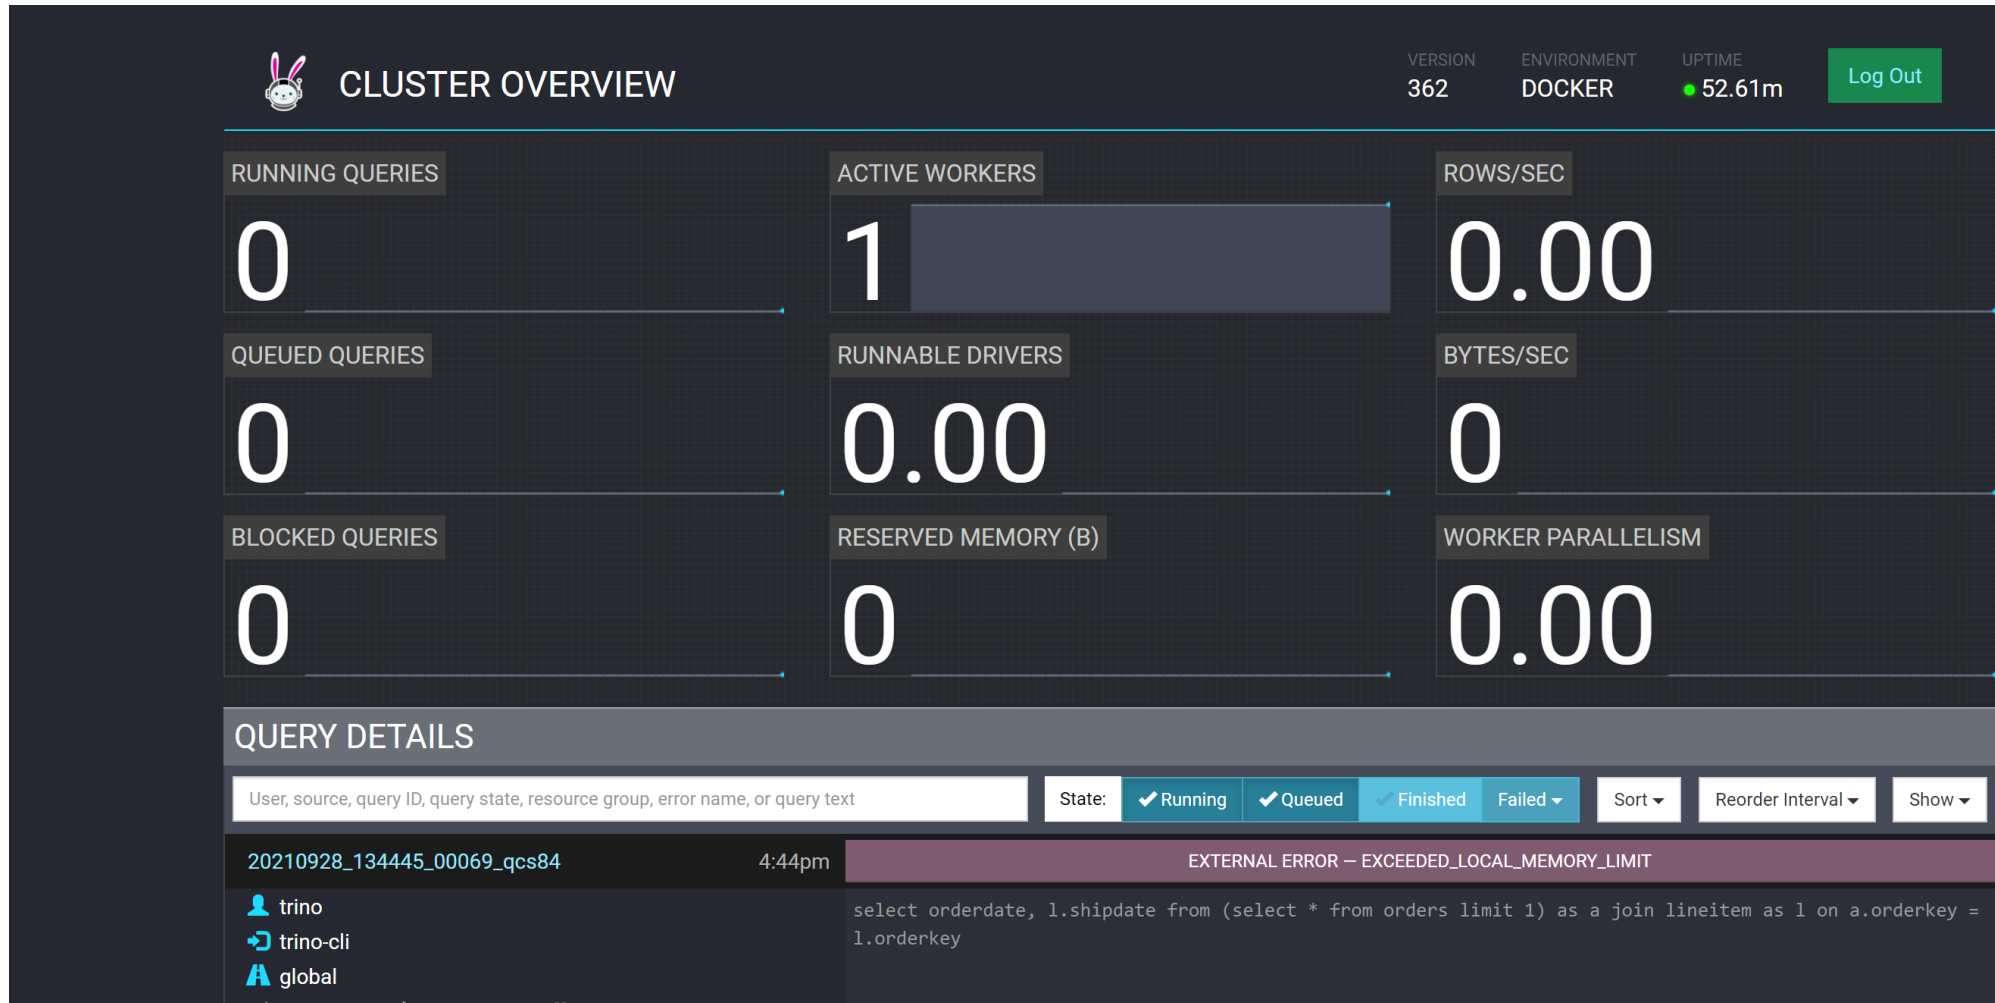 CLUSTER OVERVIEW
VERSION
362
ENVIRONMENT
DOCKER
UPTIME
52.61m
Log Out
RUNNING QUERIES
0
ACTIVE WORKERS
1
ROWS/SEC
0.00
QUEUED QUERIES
0
RUNNABLE DRIVERS
0.00
BYTES/SEC
0
BLOCKED QUERIES
0
RESERVED MEMORY (B)
0
WORKER PARALLELISM
0.00
QUERY DETAILS
User, source, query ID, query state, resource group, error name, or query text
State:
Running
Queued
Finished
Failed
Sort
Reorder Interval
Show
20210928_134445_00069_qcs84
4:44pm
EXTERNAL ERROR — EXCEEDED_LOCAL_MEMORY_LIMIT
trino
trino-cli
global
select orderdate, l.shipdate from (select * from orders limit 1) as a join lineitem as l on a.orderkey =
l.orderkey